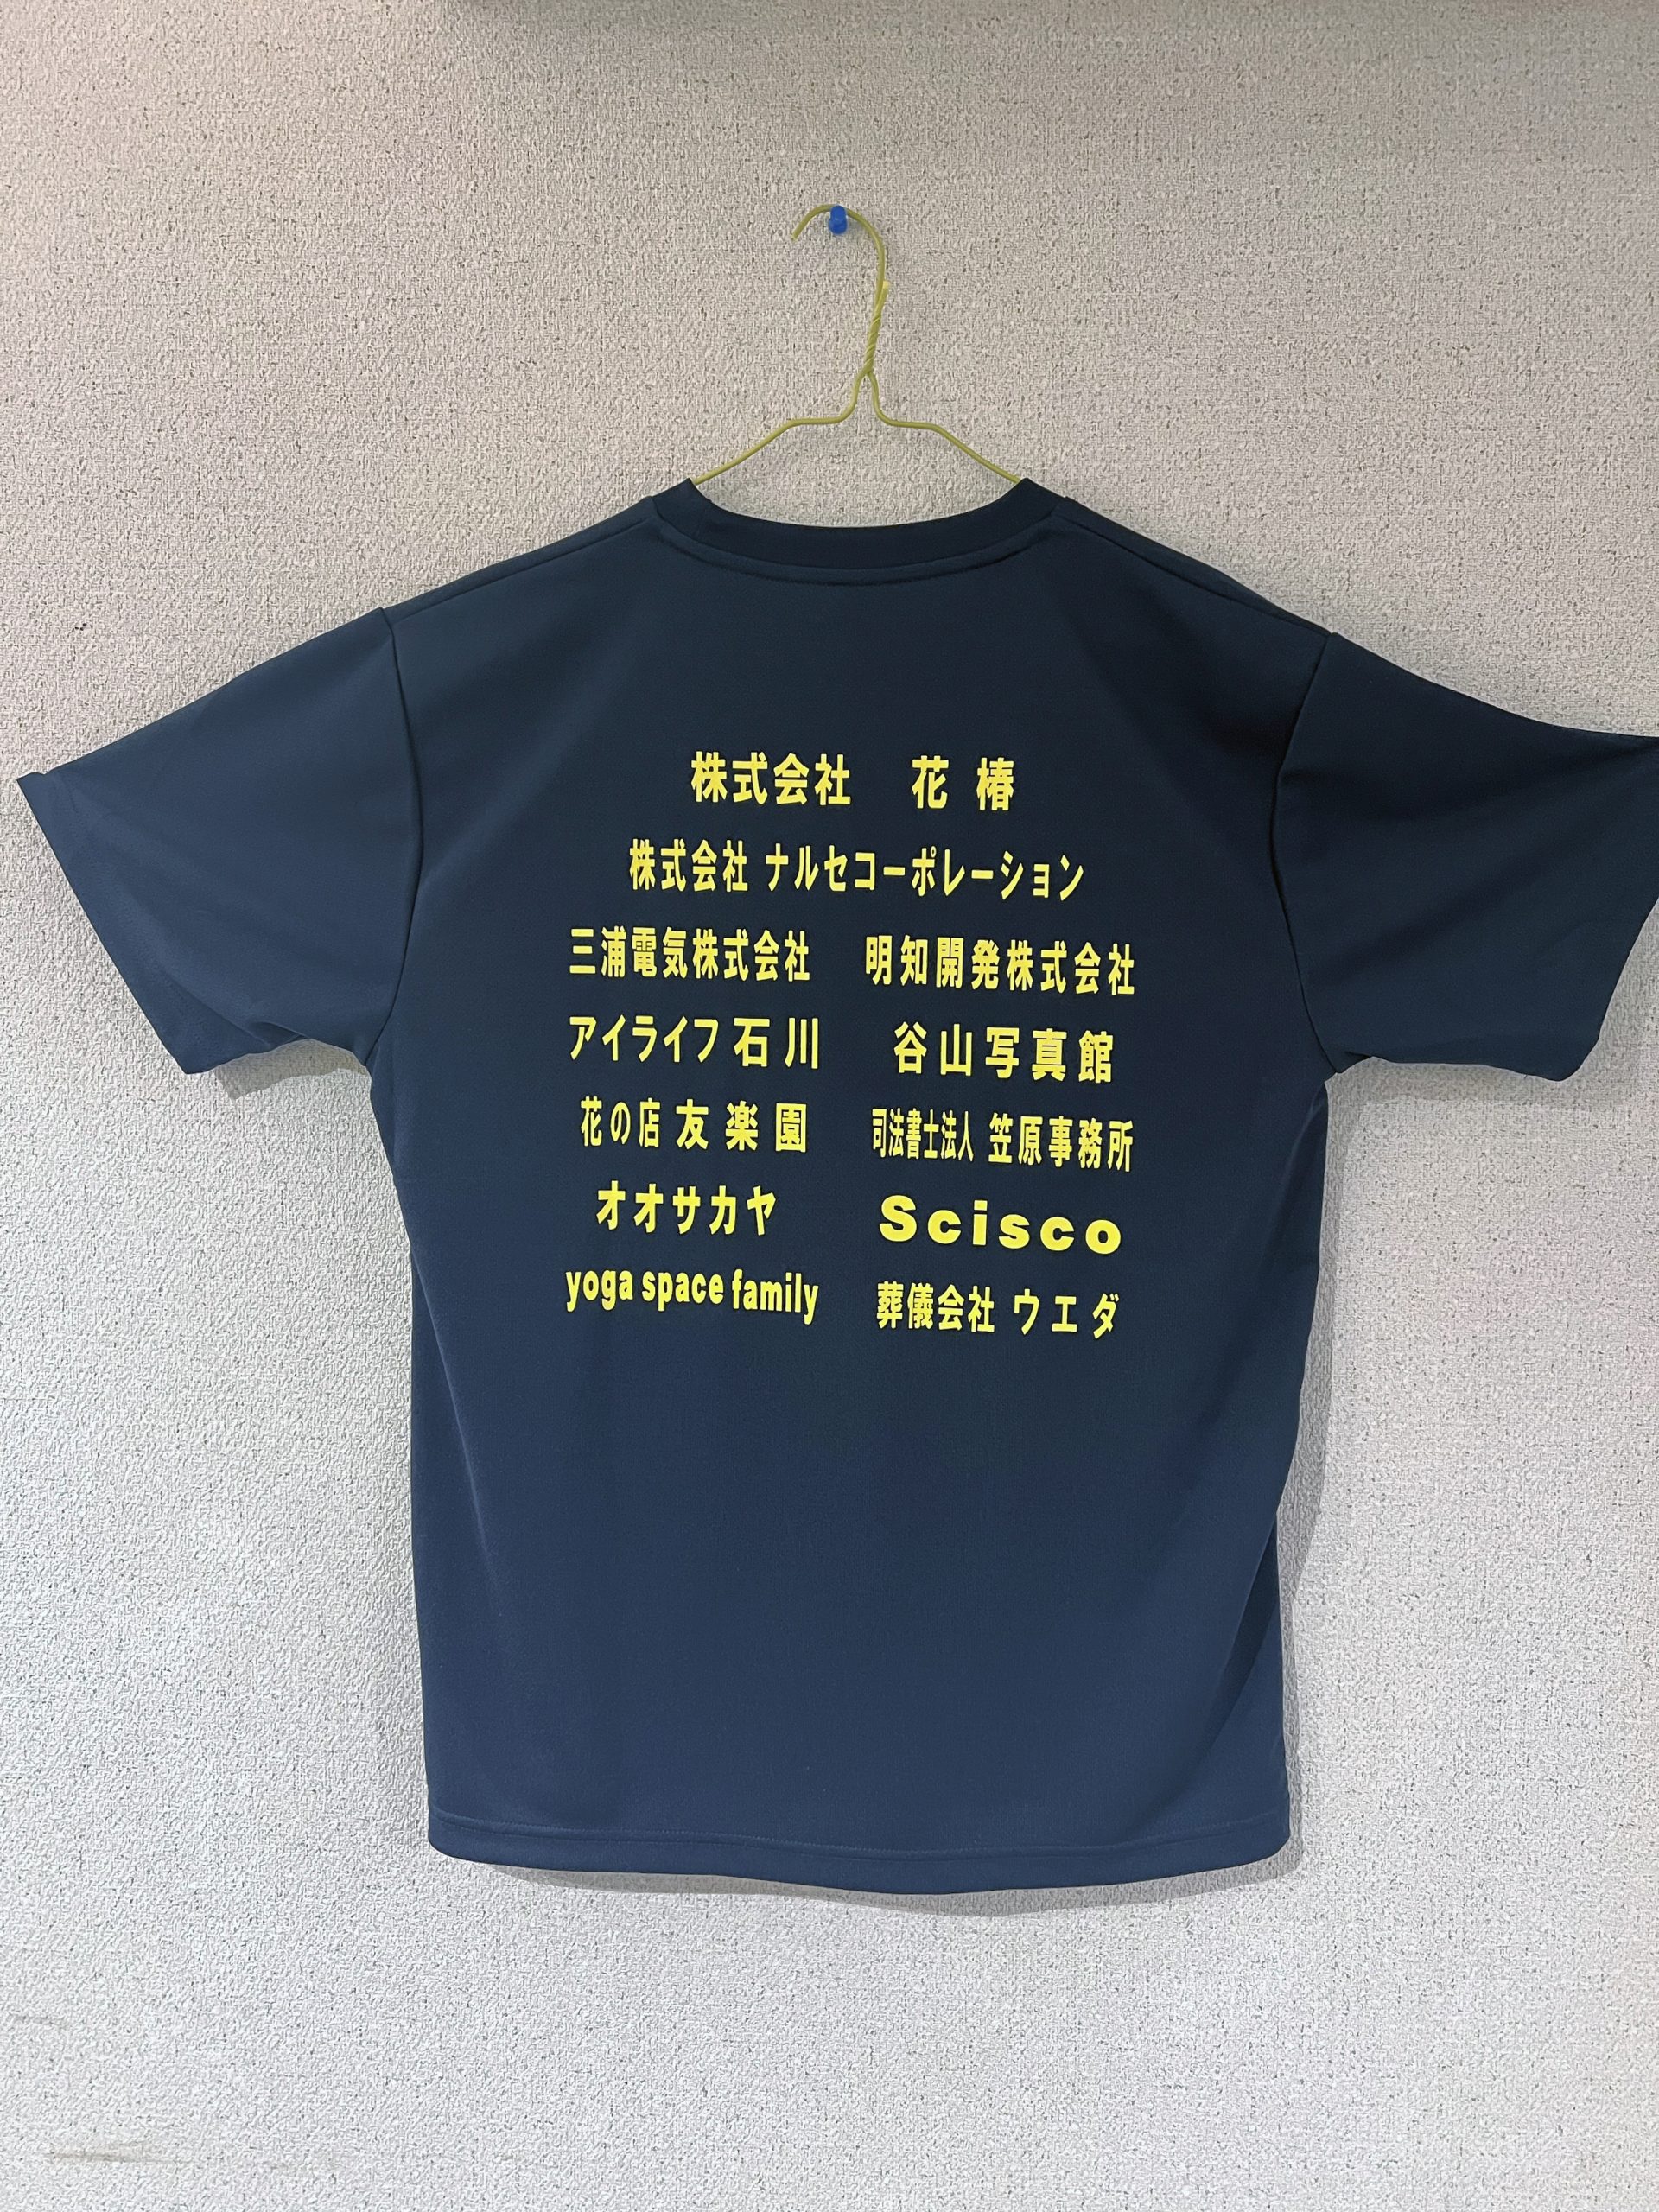 株式会社 花椿
株式会社 ナルセコーポレーション
三浦電気株式会社 明知開発株式会社
アイライフ石川 谷山写真館
花の店 友楽園 司法書士法人 笠原事務所
オオサカヤ Scisco
yoga space family 葬儀会社 ウエダ